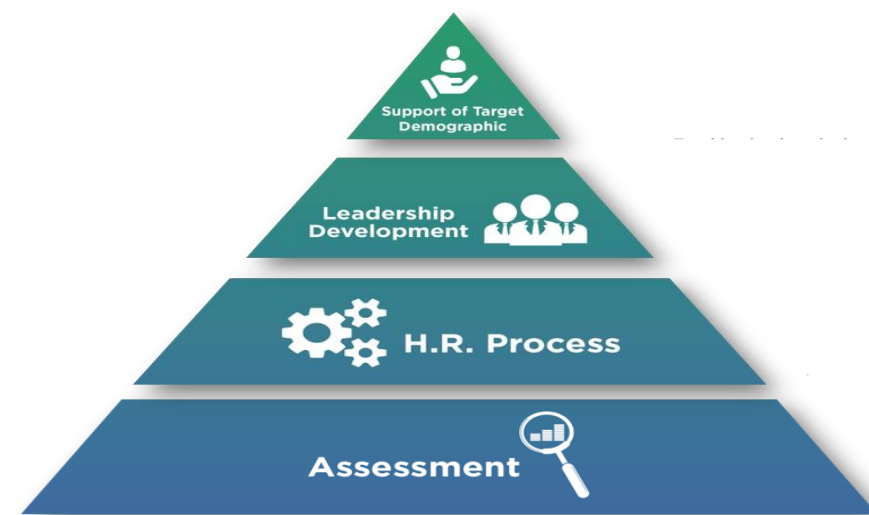 Support of Target
Demographic
Leadership
Development
H.R. Process
Assessment